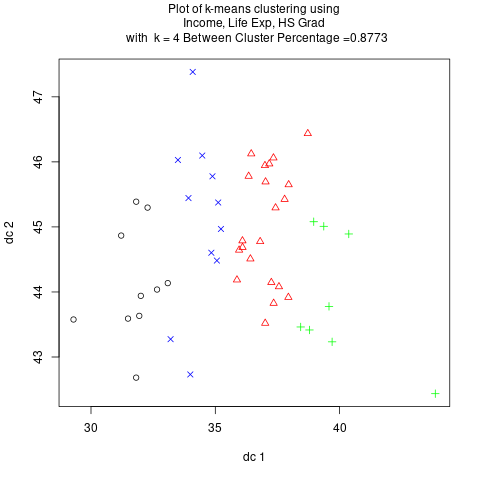 Plot of k-means clustering using
Income, Life Exp, HS Grad
with k = 4 Between Cluster Percentage =0.8773
47
46
45
44
43
dc 2
30 35 40
dc 1